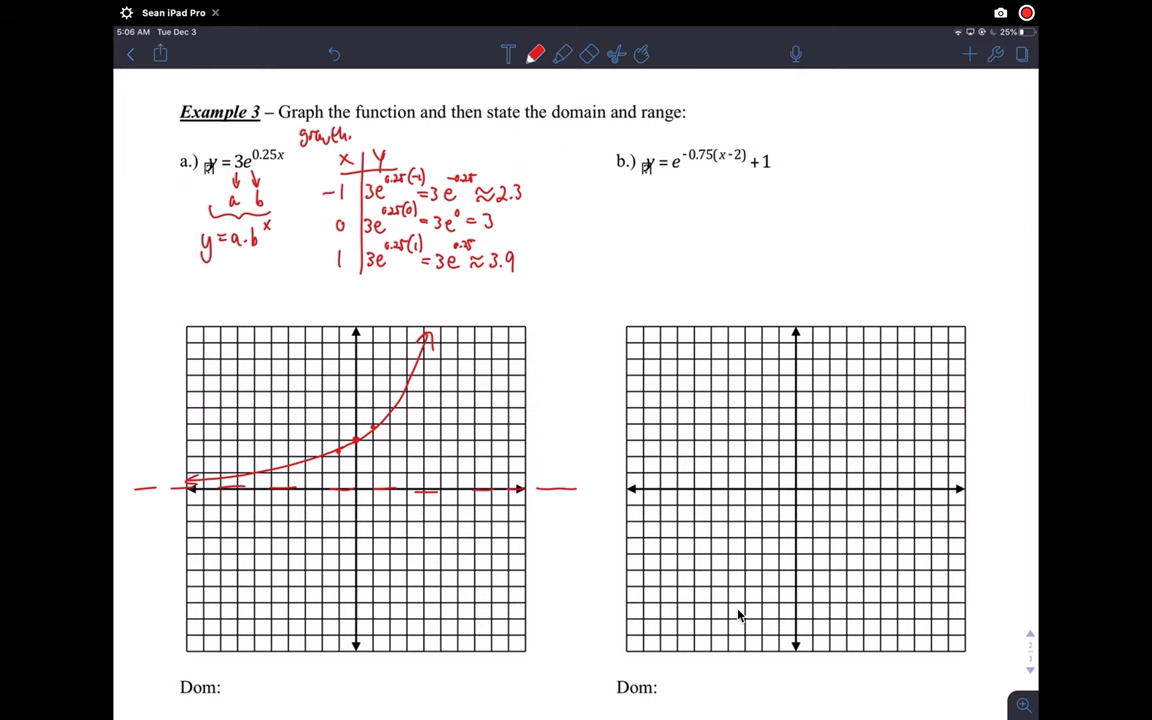 Sean iPad Pro ×
5:06 AM Tue Dec 3 25%
Example 3 – Graph the function and then state the domain and range:
growth.
a.) y = 3e^0.25x
a b
y = a·b^x
x | y
-1 | 3e^0.25(-1) = 3e^-0.25 ≈ 2.3
0 | 3e^0.25(0) = 3e^0 = 3
1 | 3e^0.25(1) = 3e^0.25 ≈ 3.9
b.) y = e^-0.75(x-2) + 1
Dom:
Dom:
2/3